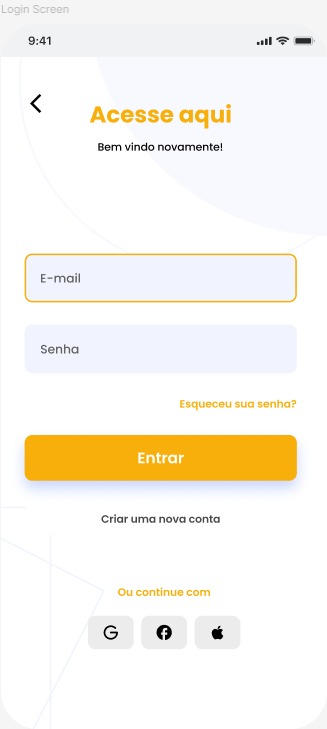 Login Screen
9:41
Acesse aqui
Bem vindo novamente!
E-mail
Senha
Esqueceu sua senha?
Entrar
Criar uma nova conta
Ou continue com